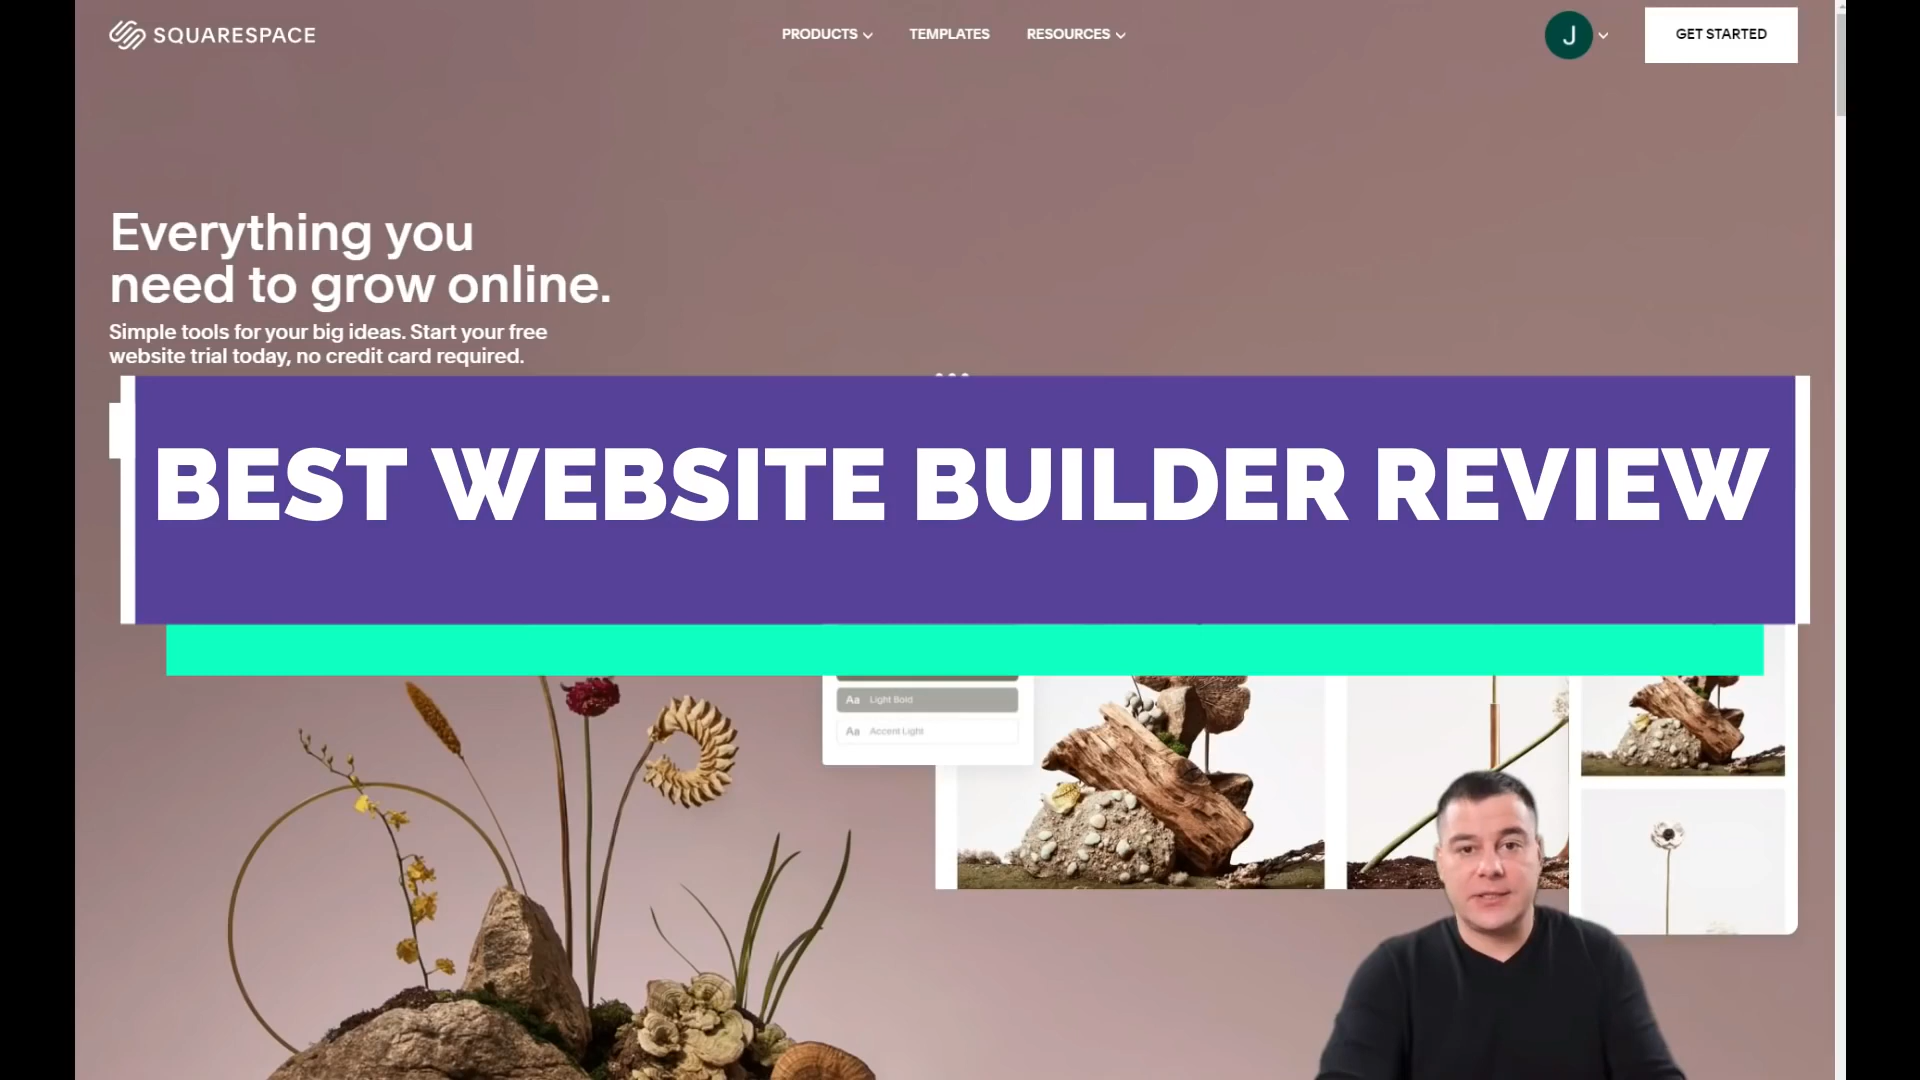 SQUARESPACE
PRODUCTS
TEMPLATES
RESOURCES
J
GET STARTED
Everything you
need to grow online.
Simple tools for your big ideas. Start your free
website trial today, no credit card required.
BEST WEBSITE BUILDER REVIEW
Aa Light Bold
Aa Accent Light